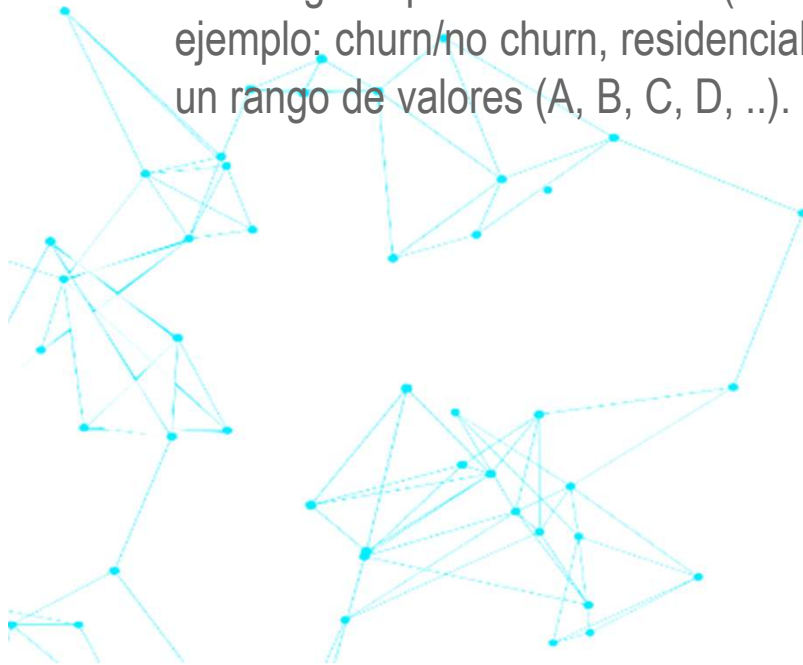 ejemplo: churn/no churn, residencial
un rango de valores (A, B, C, D, ..).